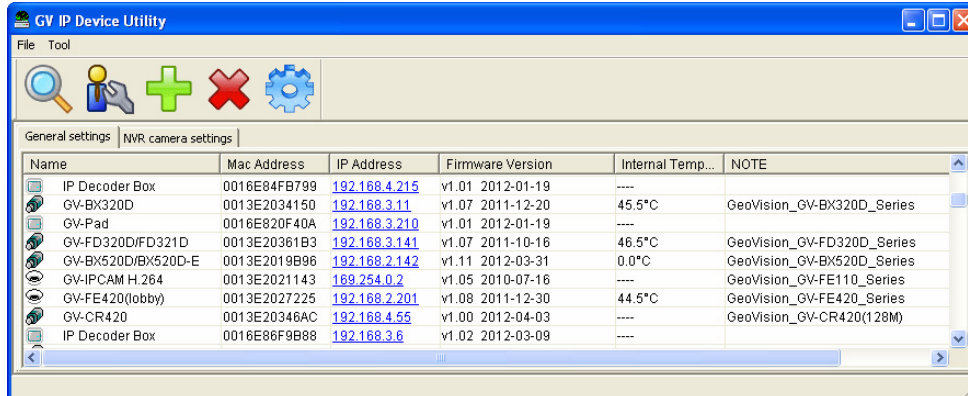 GV IP Device Utility
File Tool
General settings NVR camera settings
Name Mac Address IP Address Firmware Version Internal Temp... NOTE
IP Decoder Box 0016E84FB799 192.168.4.215 v1.01 2012-01-19 ----
GV-BX320D 0013E2034150 192.168.3.11 v1.07 2011-12-20 45.5°C GeoVision_GV-BX320D_Series
GV-Pad 0016E820F40A 192.168.3.210 v1.01 2012-01-19 ----
GV-FD320D/FD321D 0013E20361B3 192.168.3.141 v1.07 2011-10-16 46.5°C GeoVision_GV-FD320D_Series
GV-BX520D/BX520D-E 0013E2019B96 192.168.2.142 v1.11 2012-03-31 0.0°C GeoVision_GV-BX520D_Series
GV-IPCAM H.264 0013E2021143 169.254.0.2 v1.05 2010-07-16 ---- GeoVision_GV-FE110_Series
GV-FE420(lobby) 0013E2027225 192.168.2.201 v1.08 2011-12-30 44.5°C GeoVision_GV-FE420_Series
GV-CR420 0013E20346AC 192.168.4.55 v1.00 2012-04-03 ---- GeoVision_GV-CR420(128M)
IP Decoder Box 0016E86F9B88 192.168.3.6 v1.02 2012-03-09 ----